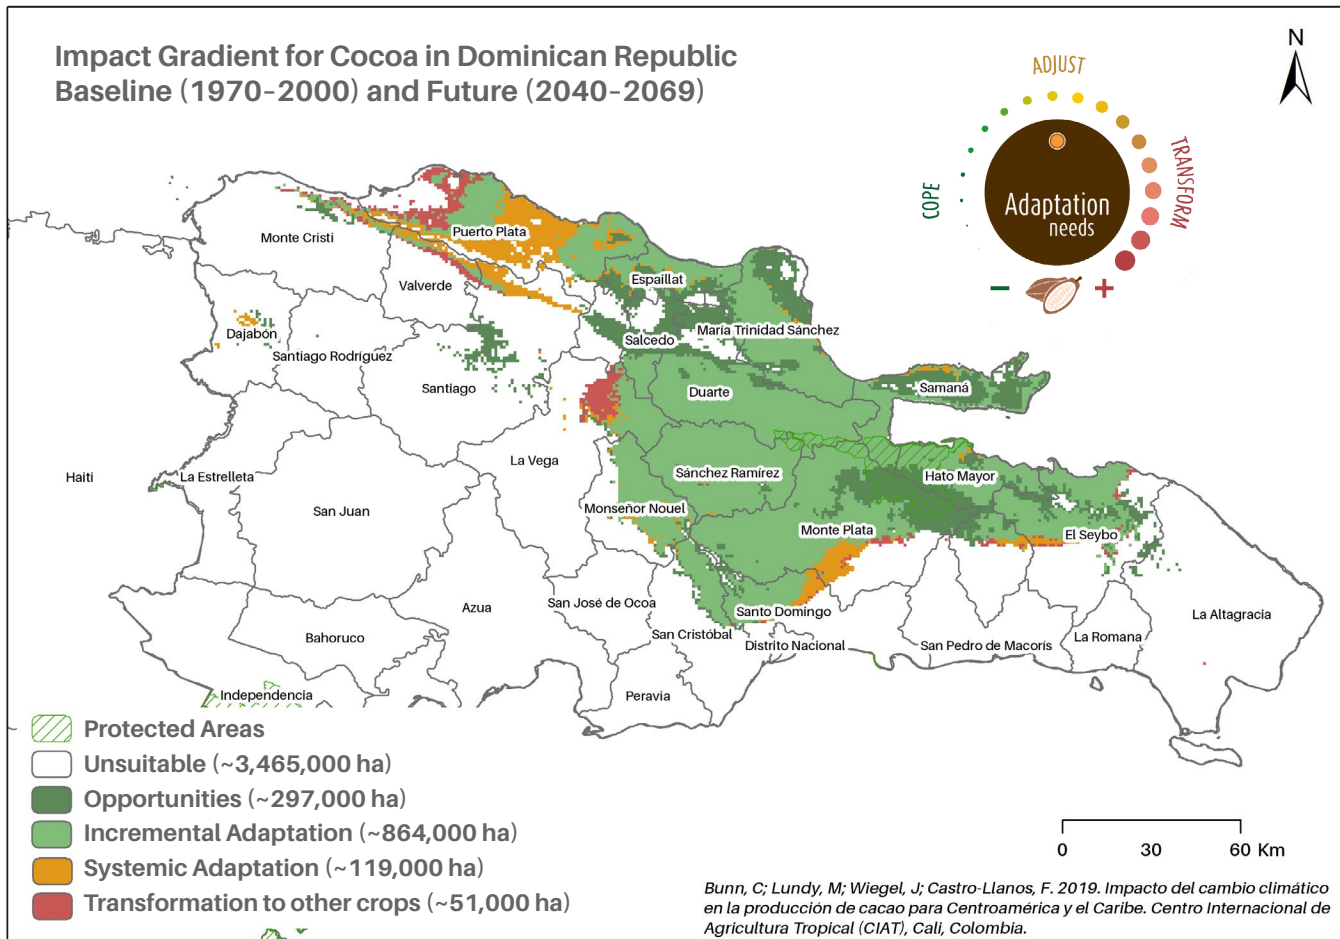 Impact Gradient for Cocoa in Dominican Republic
Baseline (1970–2000) and Future (2040–2069)
N
ADJUST
COPE
TRANSFORM
Adaptation
needs
− +
Monte Cristi
Puerto Plata
Valverde
Espaillat
Dajabón
Santiago Rodríguez
Salcedo
María Trinidad Sánchez
Santiago
Duarte
Samaná
Haiti
La Estrelleta
La Vega
Sánchez Ramírez
Hato Mayor
San Juan
Monseñor Nouel
Monte Plata
El Seybo
Azua
San José de Ocoa
Santo Domingo
La Altagracia
Bahoruco
San Cristóbal
Distrito Nacional
San Pedro de Macorís
La Romana
Independencia
Peravia
Protected Areas
Unsuitable (~3,465,000 ha)
Opportunities (~297,000 ha)
Incremental Adaptation (~864,000 ha)
Systemic Adaptation (~119,000 ha)
Transformation to other crops (~51,000 ha)
0 30 60 Km
Bunn, C; Lundy, M; Wiegel, J; Castro-Llanos, F. 2019. Impacto del cambio climático
en la producción de cacao para Centroamérica y el Caribe. Centro Internacional de
Agricultura Tropical (CIAT), Cali, Colombia.